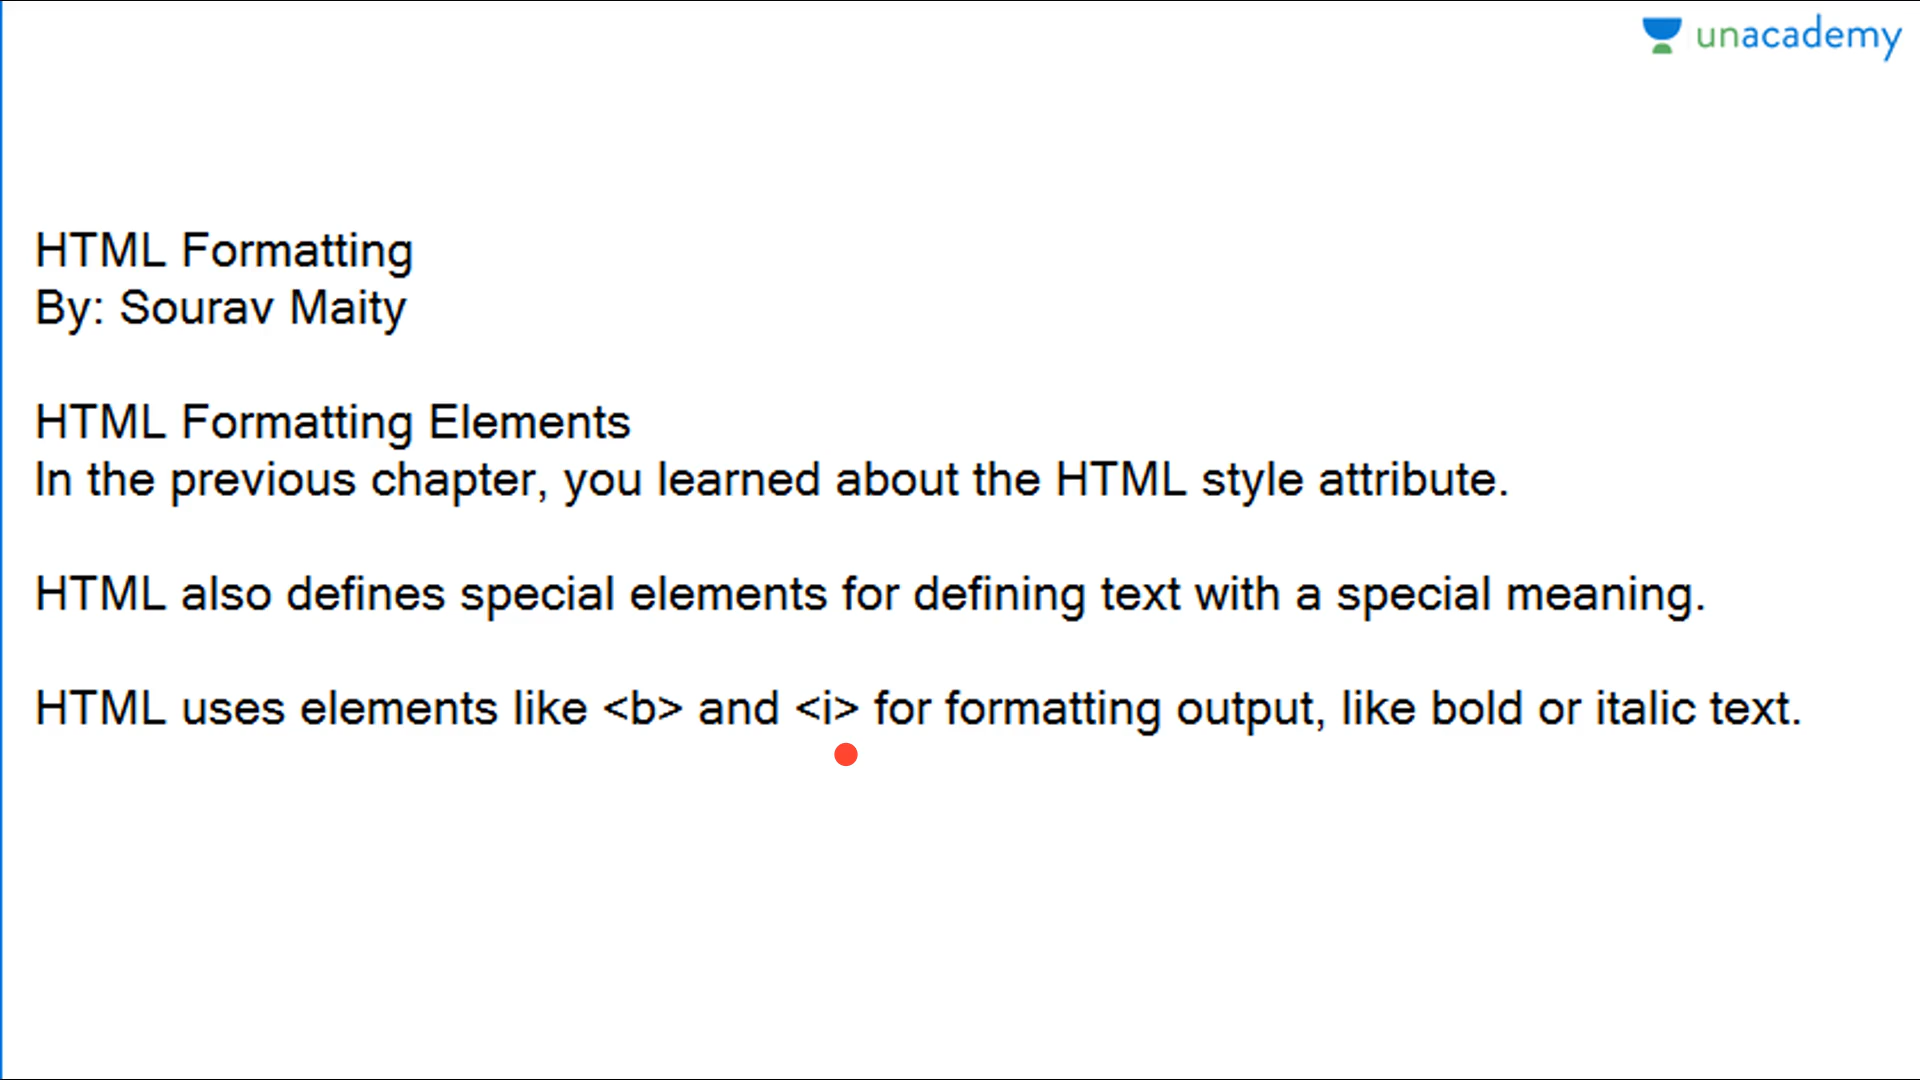 unacademy
HTML Formatting
By: Sourav Maity
HTML Formatting Elements
In the previous chapter, you learned about the HTML style attribute.
HTML also defines special elements for defining text with a special meaning.
HTML uses elements like <b> and <i> for formatting output, like bold or italic text.